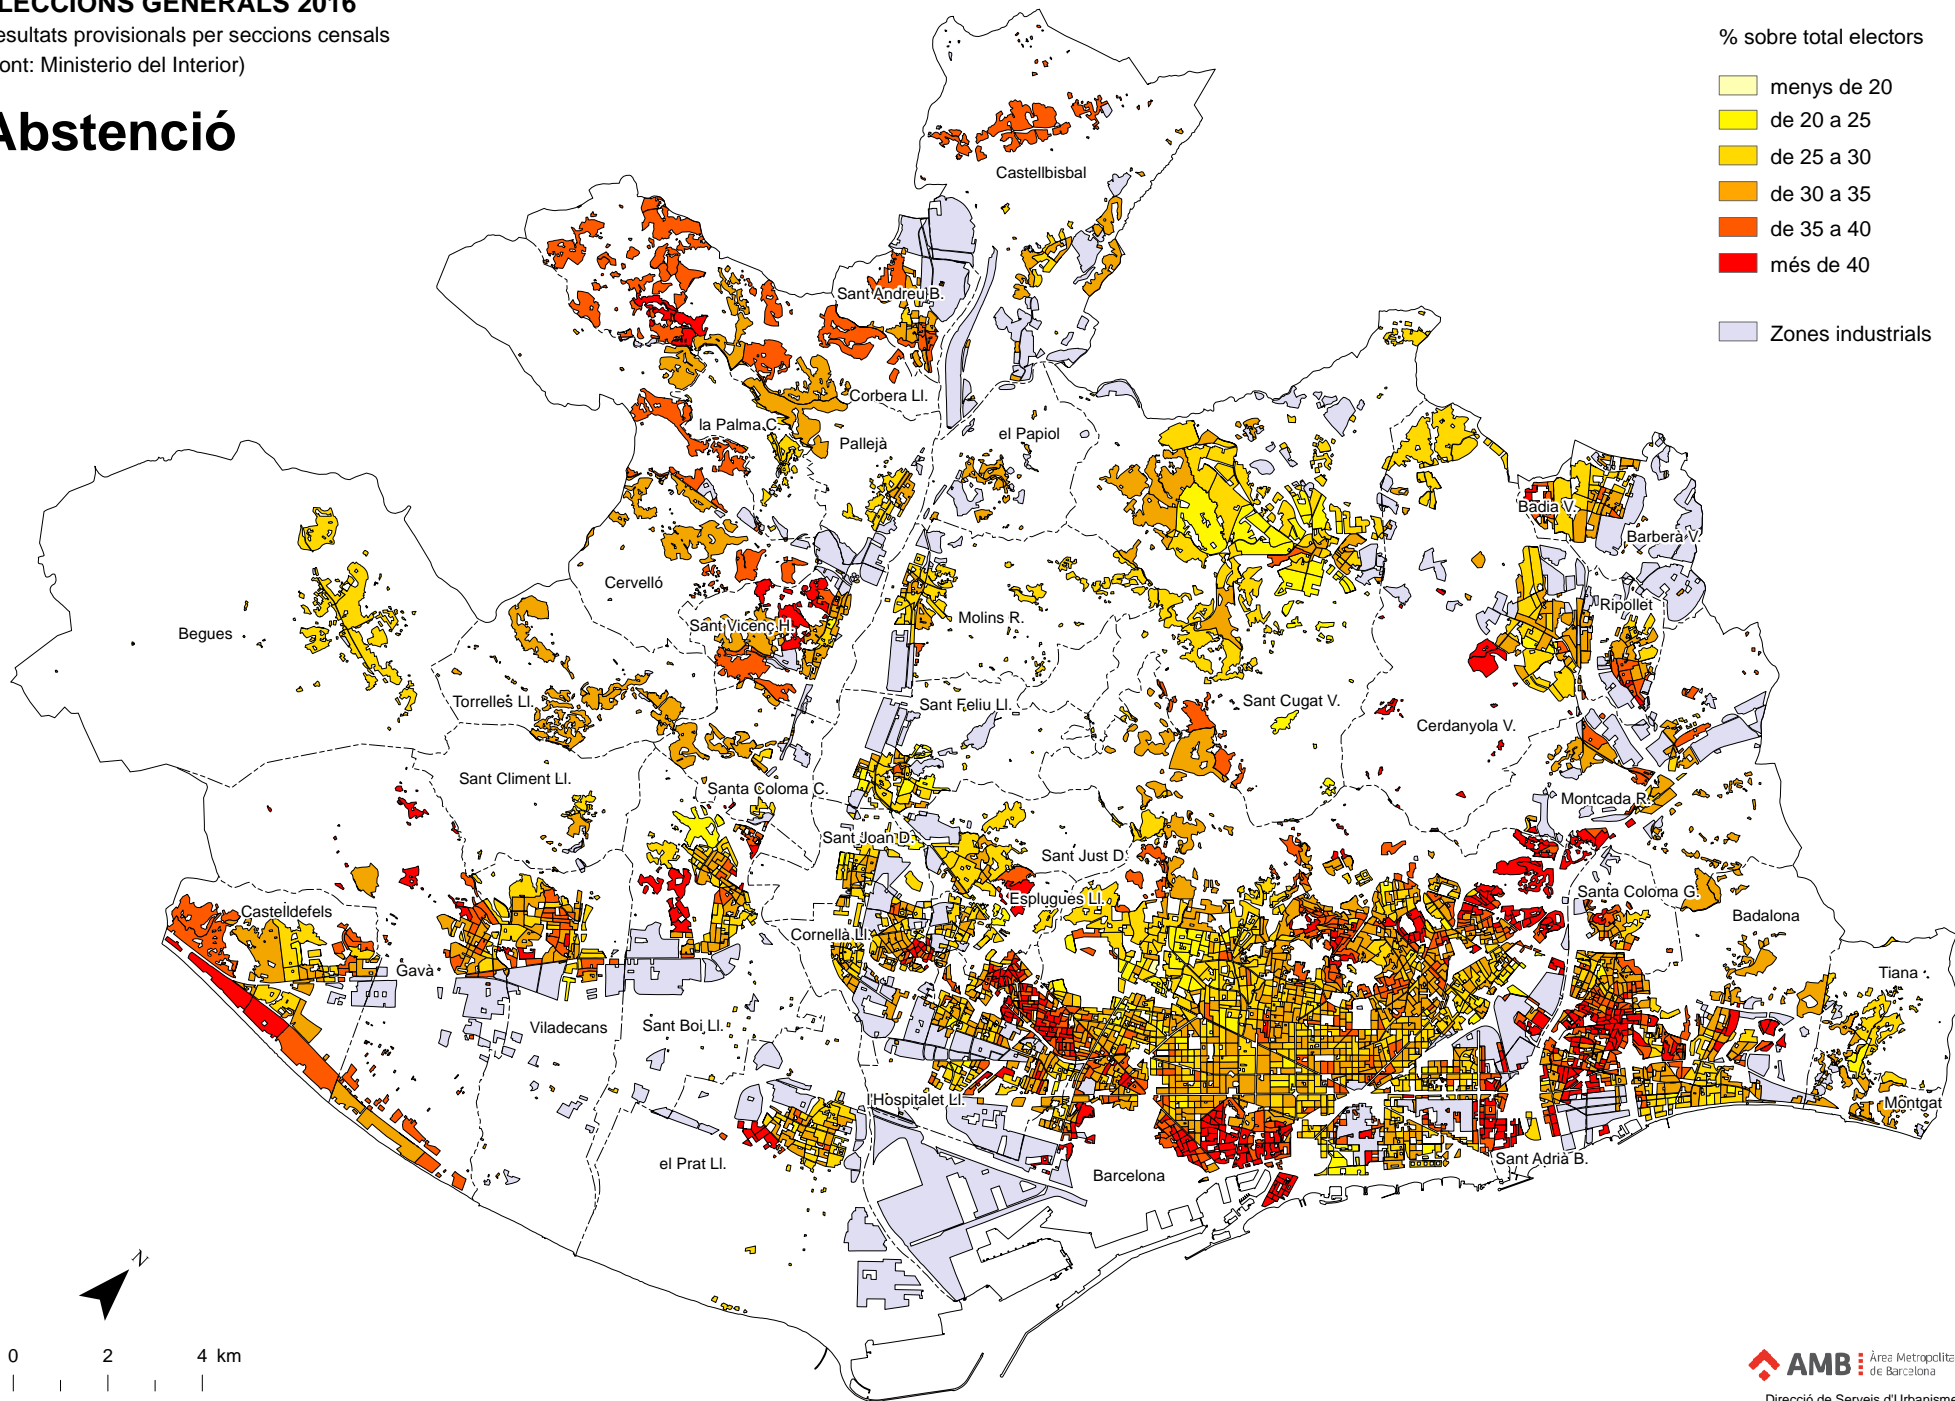 LECCIONS GENERALS 2016
esultats provisionals per seccions censals
ont: Ministerio del Interior)
Abstenció
% sobre total electors
menys de 20
de 20 a 25
de 25 a 30
de 30 a 35
de 35 a 40
més de 40
Zones industrials
Castellbisbal
Sant Andreu B.
Corbera Ll.
la Palma C.
Pallejà
el Papiol
Badia V.
Barberà V.
Cervelló
Begues
Sant Vicenç H.
Molins R.
Ripollet
Torrelles Ll.
Sant Feliu Ll.
Sant Cugat V.
Cerdanyola V.
Sant Climent Ll.
Santa Coloma C.
Montcada R.
Sant Joan D.
Sant Just D.
Esplugues Ll.
Santa Coloma G.
Castelldefels
Badalona
Cornellà Ll.
Gavà
Tiana
Viladecans
Sant Boi Ll.
l'Hospitalet Ll.
Montgat
el Prat Ll.
Barcelona
Sant Adrià B.
N
0 2 4 km
AMB
Àrea Metropolita
de Barcelona
Direcció de Serveis d'Urbanisme